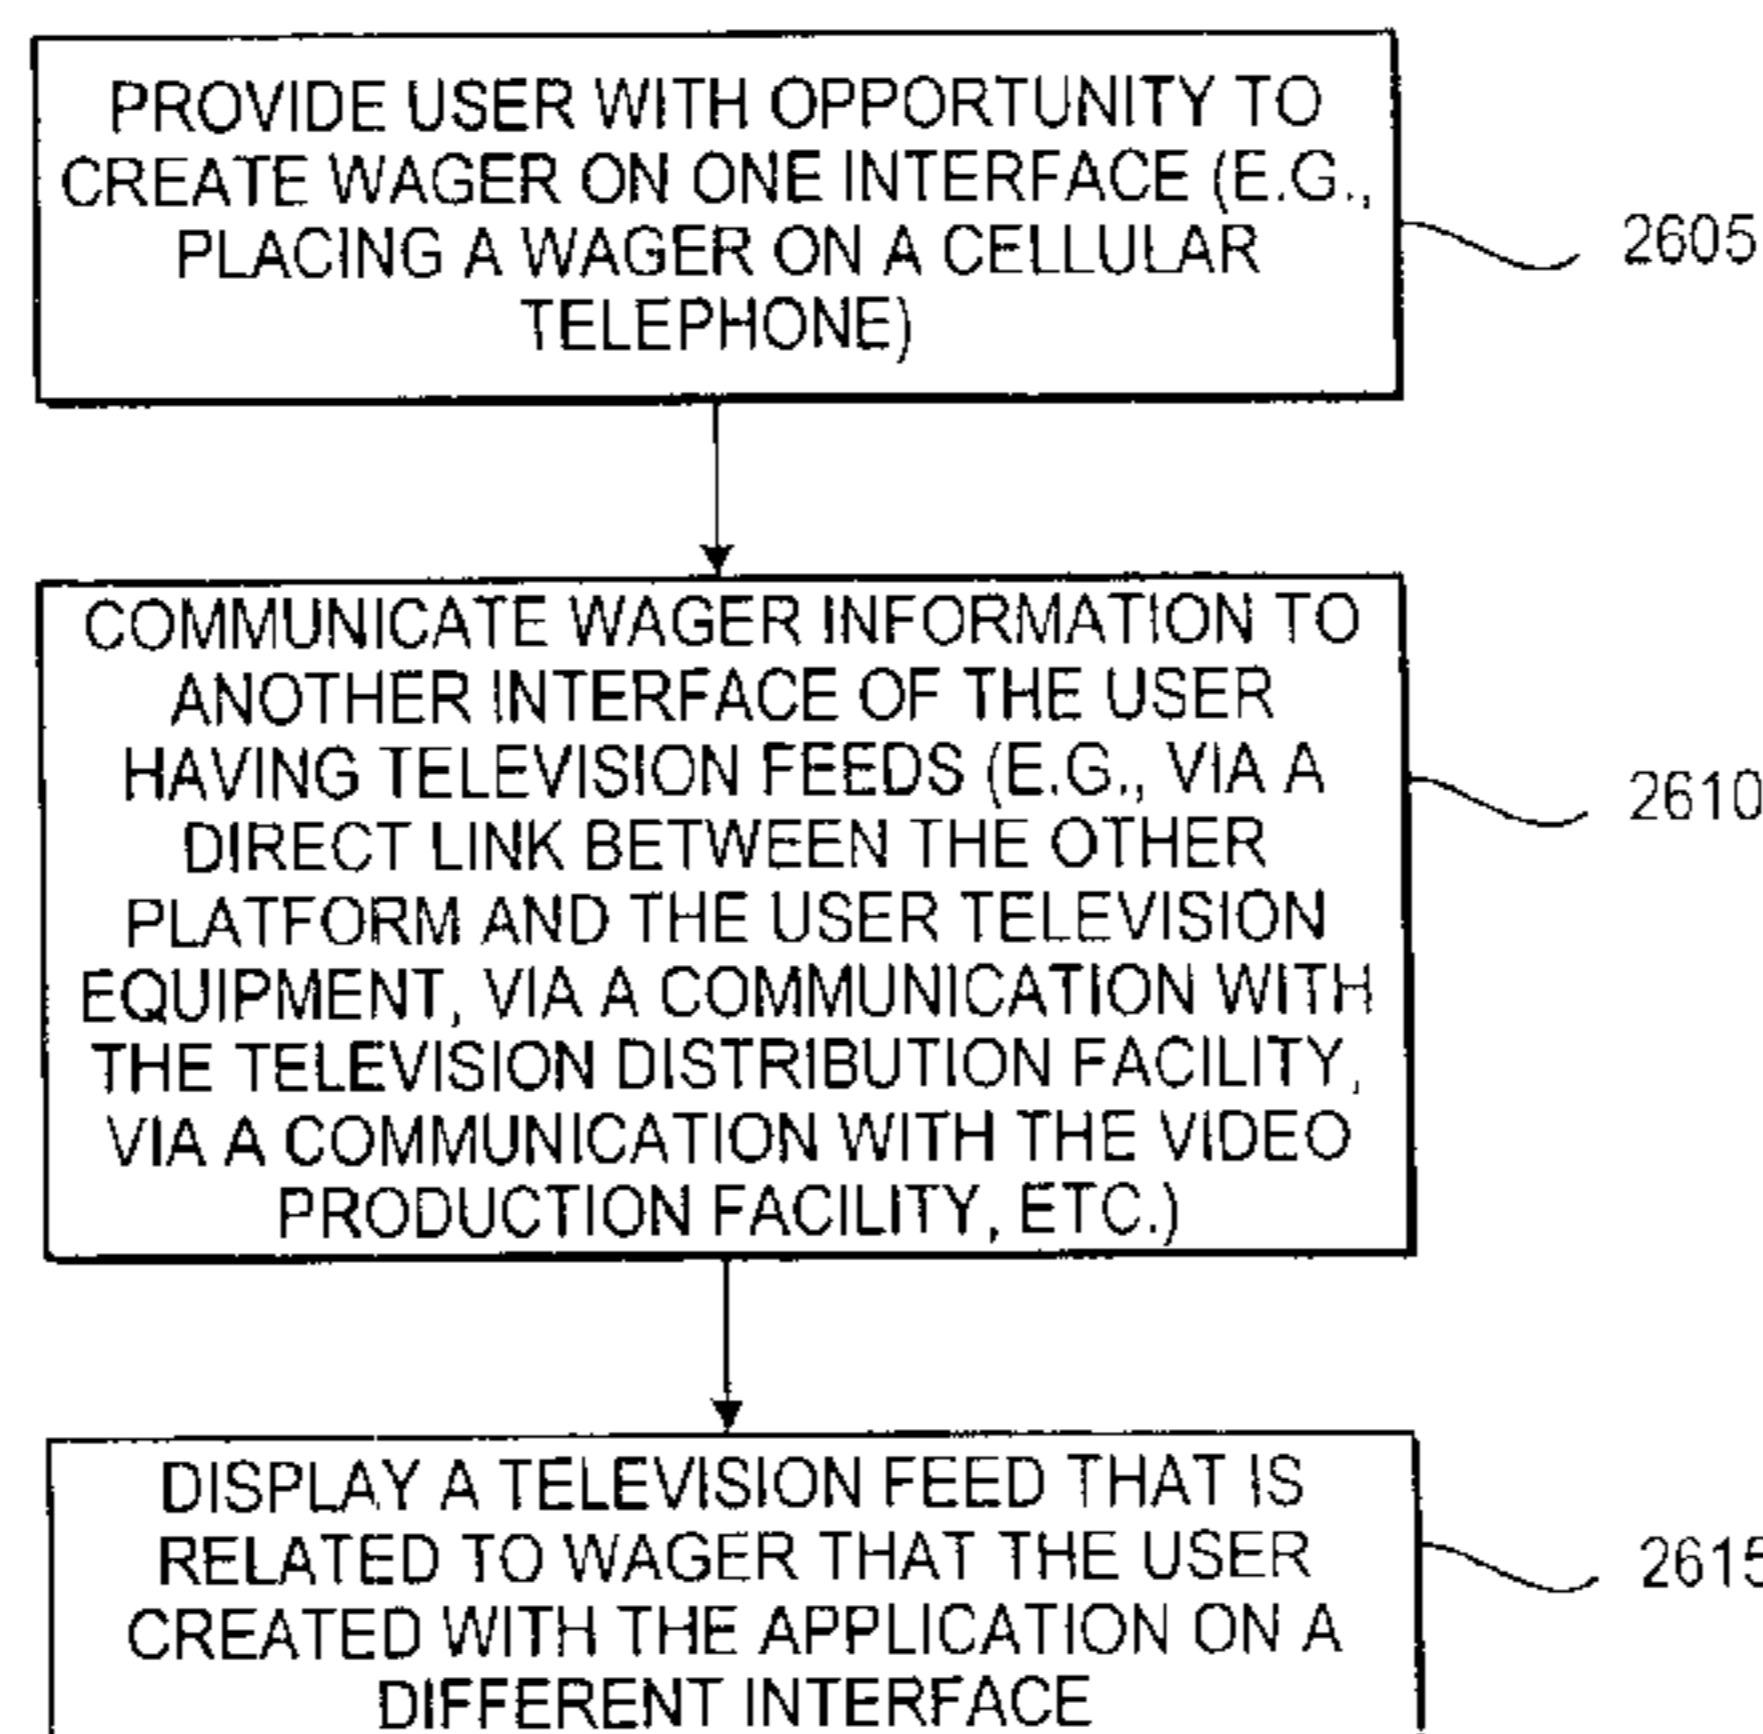 PROVIDE USER WITH OPPORTUNITY TO
CREATE WAGER ON ONE INTERFACE (E.G.,
PLACING A WAGER ON A CELLULAR
TELEPHONE)
2605
COMMUNICATE WAGER INFORMATION TO
ANOTHER INTERFACE OF THE USER
HAVING TELEVISION FEEDS (E.G., VIA A
DIRECT LINK BETWEEN THE OTHER
PLATFORM AND THE USER TELEVISION
EQUIPMENT, VIA A COMMUNICATION WITH
THE TELEVISION DISTRIBUTION FACILITY,
VIA A COMMUNICATION WITH THE VIDEO
PRODUCTION FACILITY, ETC.)
2610
DISPLAY A TELEVISION FEED THAT IS
RELATED TO WAGER THAT THE USER
CREATED WITH THE APPLICATION ON A
DIFFERENT INTERFACE
2615